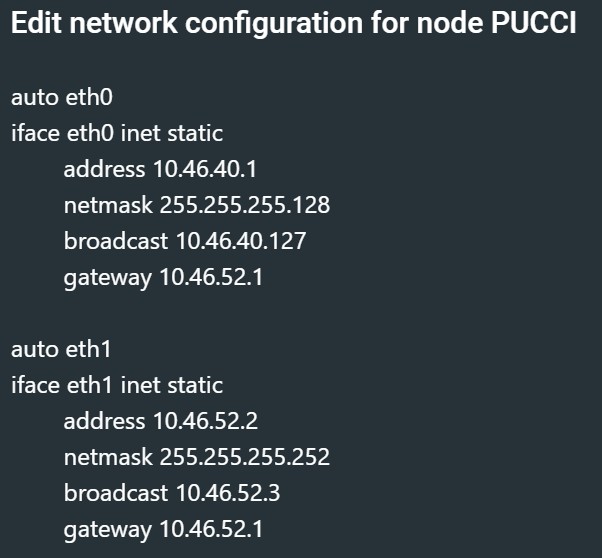 Edit network configuration for node PUCCI
auto eth0
iface eth0 inet static
address 10.46.40.1
netmask 255.255.255.128
broadcast 10.46.40.127
gateway 10.46.52.1
auto eth1
iface eth1 inet static
address 10.46.52.2
netmask 255.255.255.252
broadcast 10.46.52.3
gateway 10.46.52.1